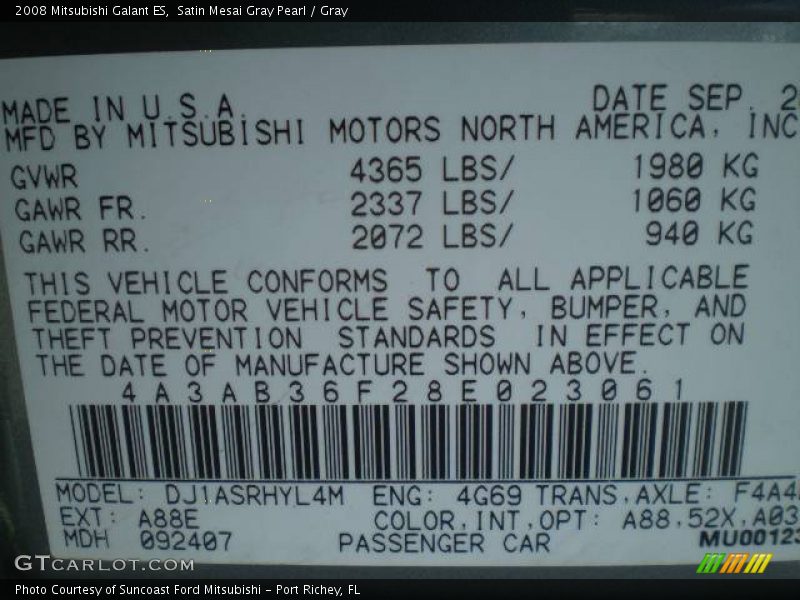 2008 Mitsubishi Galant ES, Satin Mesai Gray Pearl / Gray
MADE IN U.S.A. DATE SEP. 2
MFD BY MITSUBISHI MOTORS NORTH AMERICA, INC
GVWR 4365 LBS/ 1980 KG
GAWR FR. 2337 LBS/ 1060 KG
GAWR RR. 2072 LBS/ 940 KG
THIS VEHICLE CONFORMS TO ALL APPLICABLE
FEDERAL MOTOR VEHICLE SAFETY, BUMPER, AND
THEFT PREVENTION STANDARDS IN EFFECT ON
THE DATE OF MANUFACTURE SHOWN ABOVE.
4A3AB36F28E023061
MODEL: DJ1ASRHYL4M ENG: 4G69 TRANS,AXLE: F4A4
EXT: A88E COLOR,INT,OPT: A88,52X,A03
MDH 092407 PASSENGER CAR MU00123
GTCARLOT.COM
Photo Courtesy of Suncoast Ford Mitsubishi - Port Richey, FL